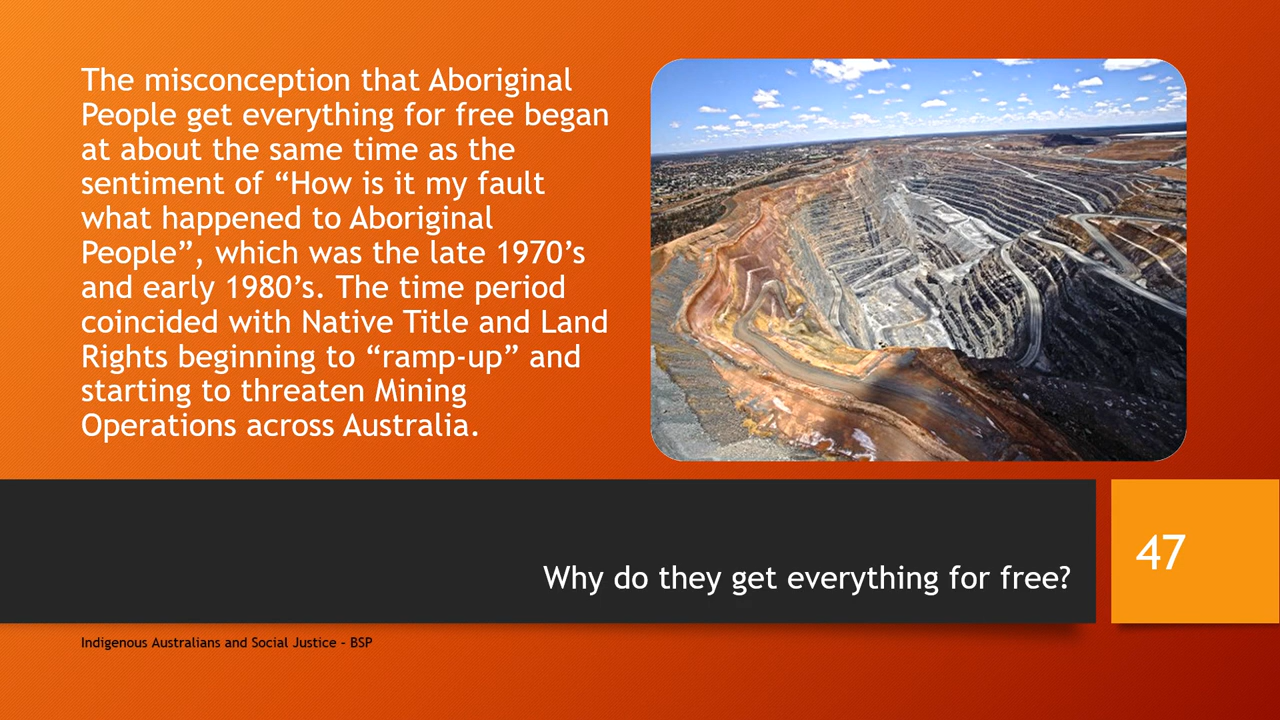 The misconception that Aboriginal
People get everything for free began
at about the same time as the
sentiment of “How is it my fault
what happened to Aboriginal
People”, which was the late 1970’s
and early 1980’s. The time period
coincided with Native Title and Land
Rights beginning to “ramp-up” and
starting to threaten Mining
Operations across Australia.
Why do they get everything for free?
47
Indigenous Australians and Social Justice - BSP